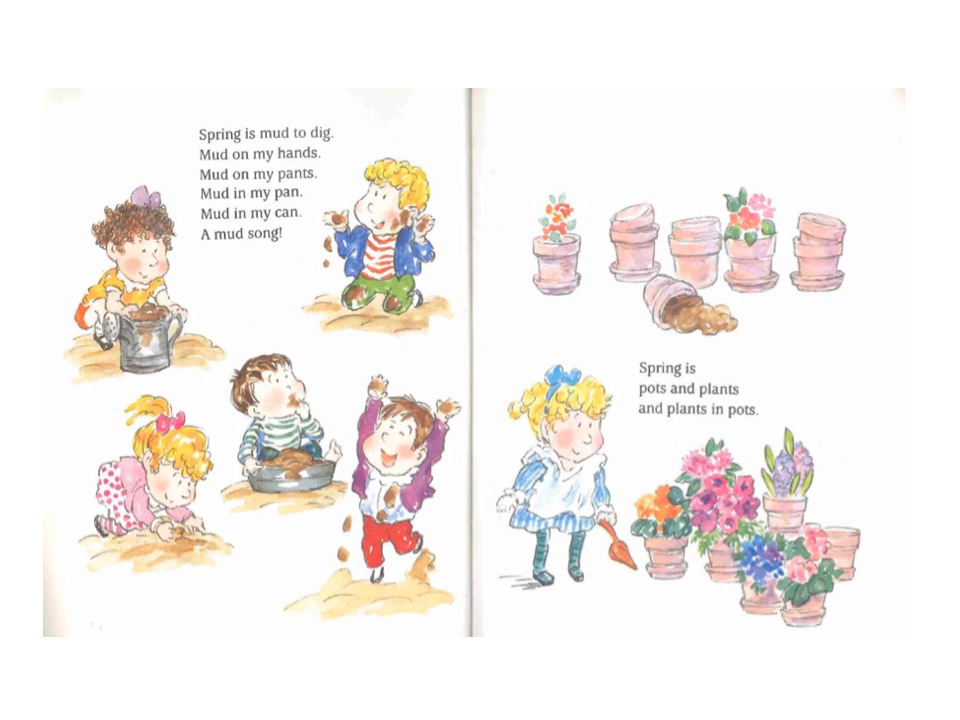 Spring is mud to dig.
Mud on my hands.
Mud on my pants.
Mud in my pan.
Mud in my can.
A mud song!
Spring is
pots and plants
and plants in pots.